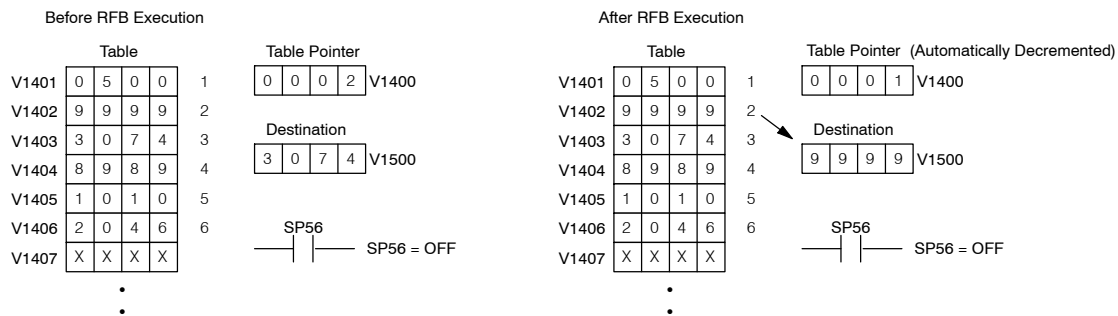 Before RFB Execution
Table
V1401 0 5 0 0 1
V1402 9 9 9 9 2
V1403 3 0 7 4 3
V1404 8 9 8 9 4
V1405 1 0 1 0 5
V1406 2 0 4 6 6
V1407 X X X X
Table Pointer
0 0 0 2 V1400
Destination
3 0 7 4 V1500
SP56
SP56 = OFF
After RFB Execution
Table
V1401 0 5 0 0 1
V1402 9 9 9 9 2
V1403 3 0 7 4 3
V1404 8 9 8 9 4
V1405 1 0 1 0 5
V1406 2 0 4 6 6
V1407 X X X X
Table Pointer (Automatically Decremented)
0 0 0 1 V1400
Destination
9 9 9 9 V1500
SP56
SP56 = OFF